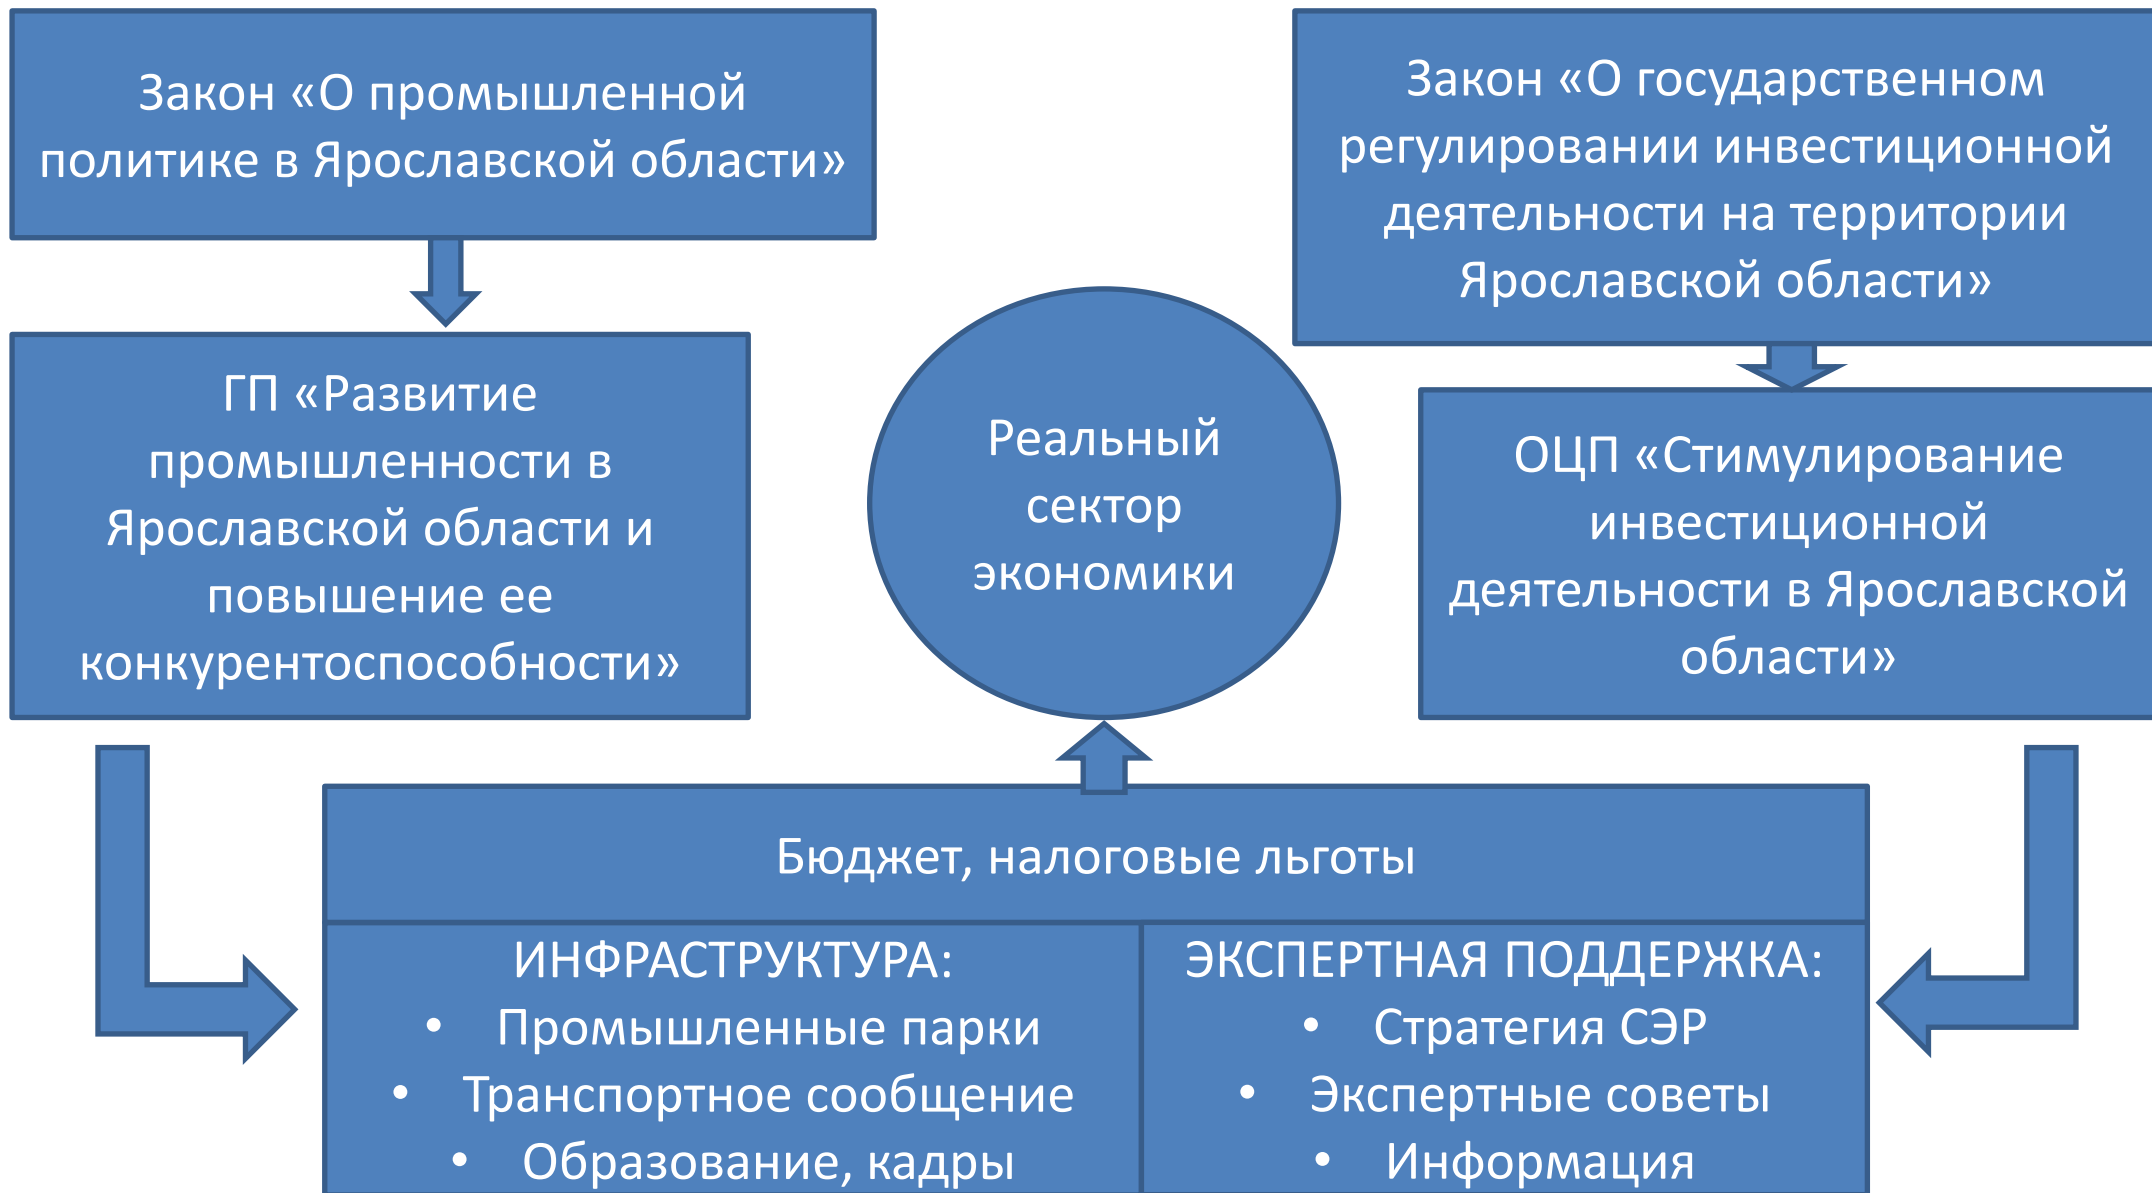 Закон «О промышленной
политике в Ярославской области»
Закон «О государственном
регулировании инвестиционной
деятельности на территории
Ярославской области»
ГП «Развитие
промышленности в
Ярославской области и
повышение ее
конкурентоспособности»
Реальный
сектор
экономики
ОЦП «Стимулирование
инвестиционной
деятельности в Ярославской
области»
Бюджет, налоговые льготы
ИНФРАСТРУКТУРА:
• Промышленные парки
• Транспортное сообщение
• Образование, кадры
ЭКСПЕРТНАЯ ПОДДЕРЖКА:
• Стратегия СЭР
• Экспертные советы
• Информация